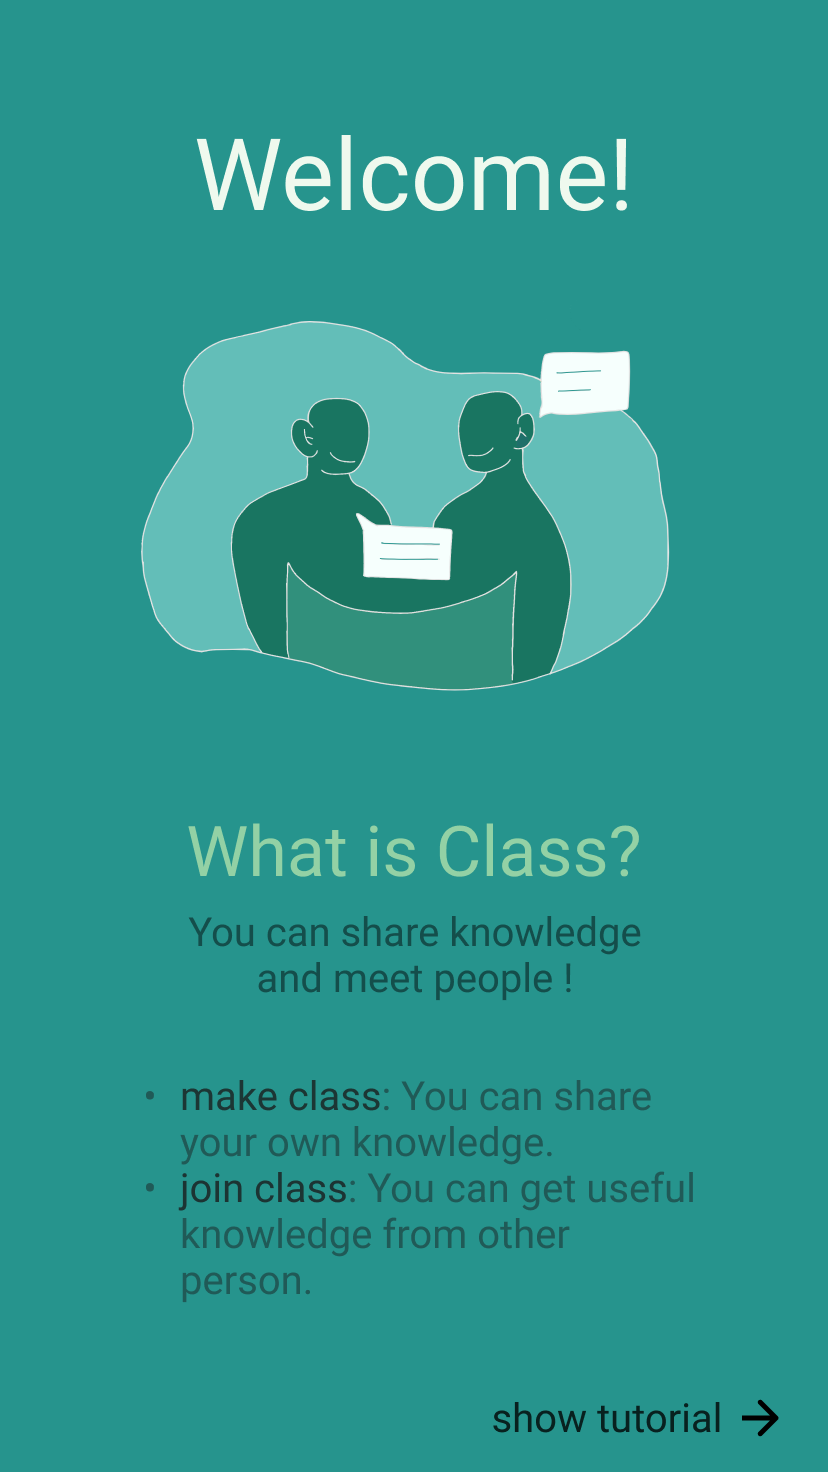 Welcome!
What is Class?
You can share knowledge
and meet people !
• make class: You can share
your own knowledge.
• join class: You can get useful
knowledge from other
person.
show tutorial →